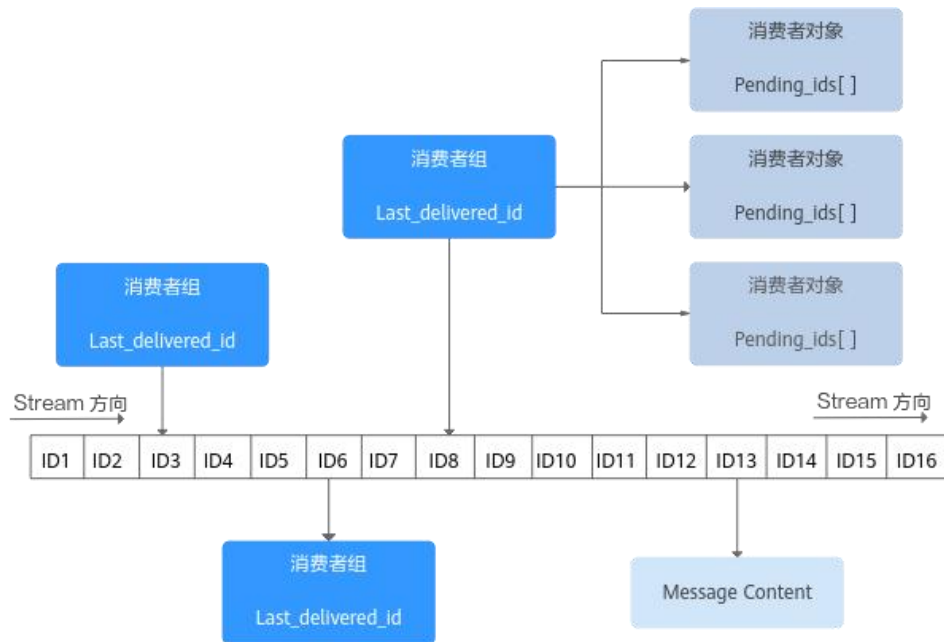 消费者对象
Pending_ids[ ]
消费者组
Last_delivered_id
消费者对象
Pending_ids[ ]
消费者组
Last_delivered_id
消费者对象
Pending_ids[ ]
Stream 方向
Stream 方向
ID1 ID2 ID3 ID4 ID5 ID6 ID7 ID8 ID9 ID10 ID11 ID12 ID13 ID14 ID15 ID16
消费者组
Last_delivered_id
Message Content